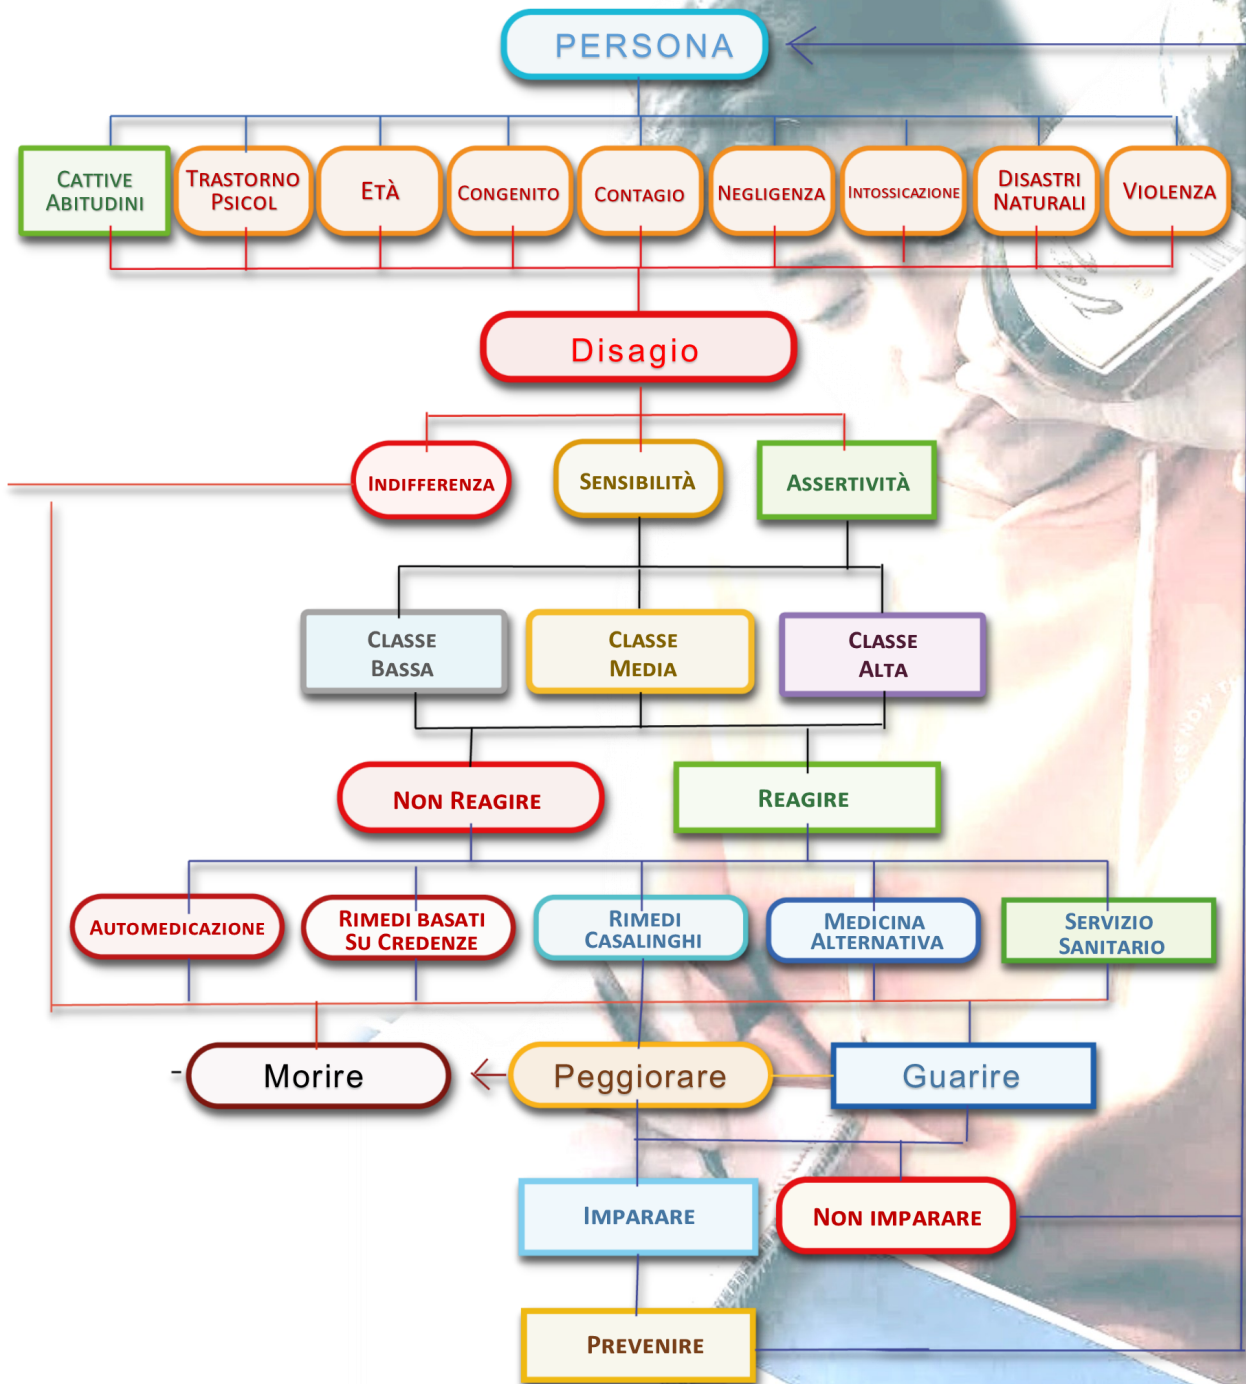 PERSONA
CATTIVE
ABITUDINI
TRASTORNO
PSICOL
ETÀ
CONGENITO
CONTAGIO
NEGLIGENZA
INTOSSICAZIONE
DISASTRI
NATURALI
VIOLENZA
Disagio
INDIFFERENZA
SENSIBILITÀ
ASSERTIVITÀ
CLASSE
BASSA
CLASSE
MEDIA
CLASSE
ALTA
NON REAGIRE
REAGIRE
AUTOMEDICAZIONE
RIMEDI BASATI
SU CREDENZE
RIMEDI
CASALINGHI
MEDICINA
ALTERNATIVA
SERVIZIO
SANITARIO
Morire
Peggiorare
Guarire
IMPARARE
NON IMPARARE
PREVENIRE